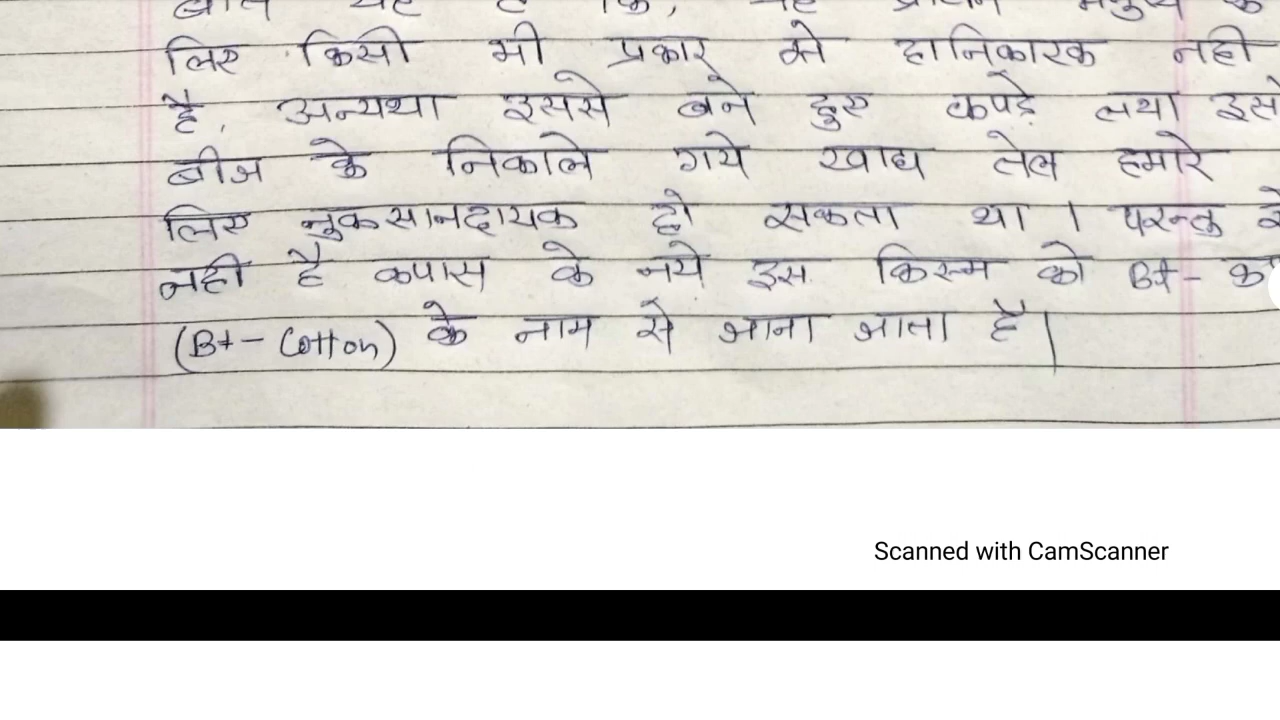 लिए किसी भी प्रकार से हानिकारक नही
है, अन्यथा इससे बने हुए कपड़े तथा इसके
बीज के निकाले गये खाद्य तेल हमारे
लिए नुकसानदायक हो सकता था । परन्तु
नही है कपास के नये इस किस्म को Bt-
(Bt-Cotton) के नाम से जाना जाता है।
Scanned with CamScanner